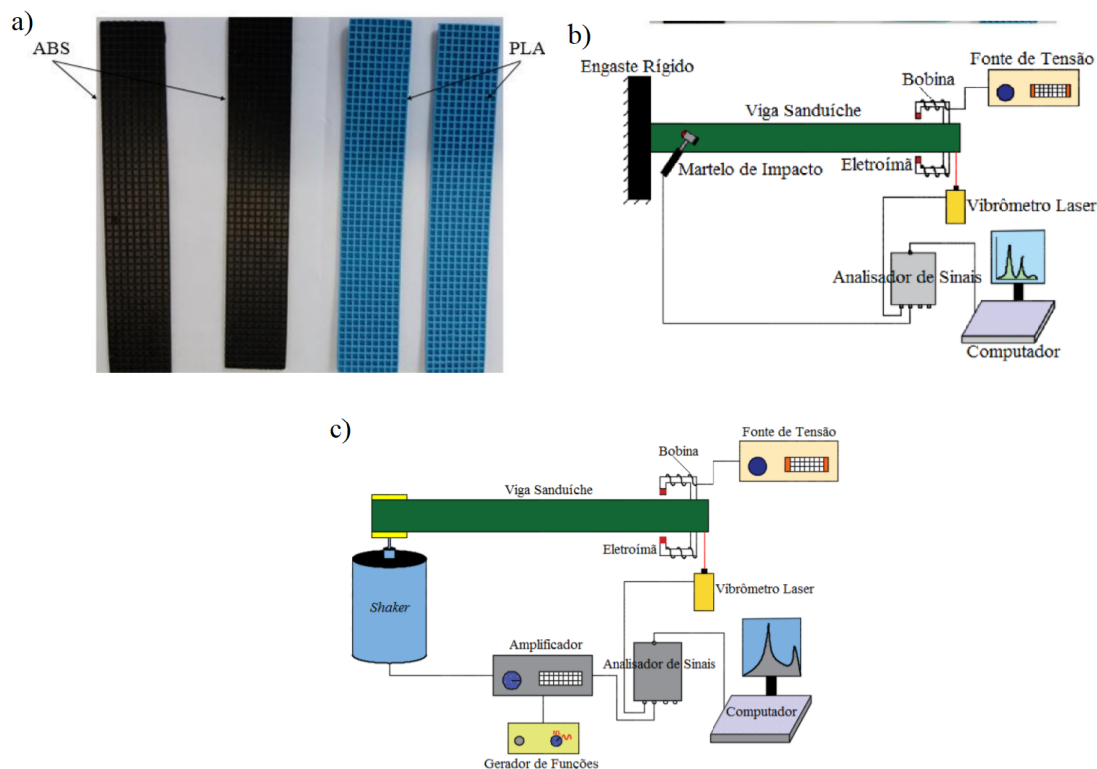 a)
ABS
PLA
b)
Engaste Rígido
Bobina
Fonte de Tensão
Viga Sanduíche
Martelo de Impacto
Eletroímã
Vibrômetro Laser
Analisador de Sinais
Computador
c)
Fonte de Tensão
Bobina
Viga Sanduíche
Eletroímã
Vibrômetro Laser
Shaker
Amplificador
Analisador de Sinais
Computador
Gerador de Funções